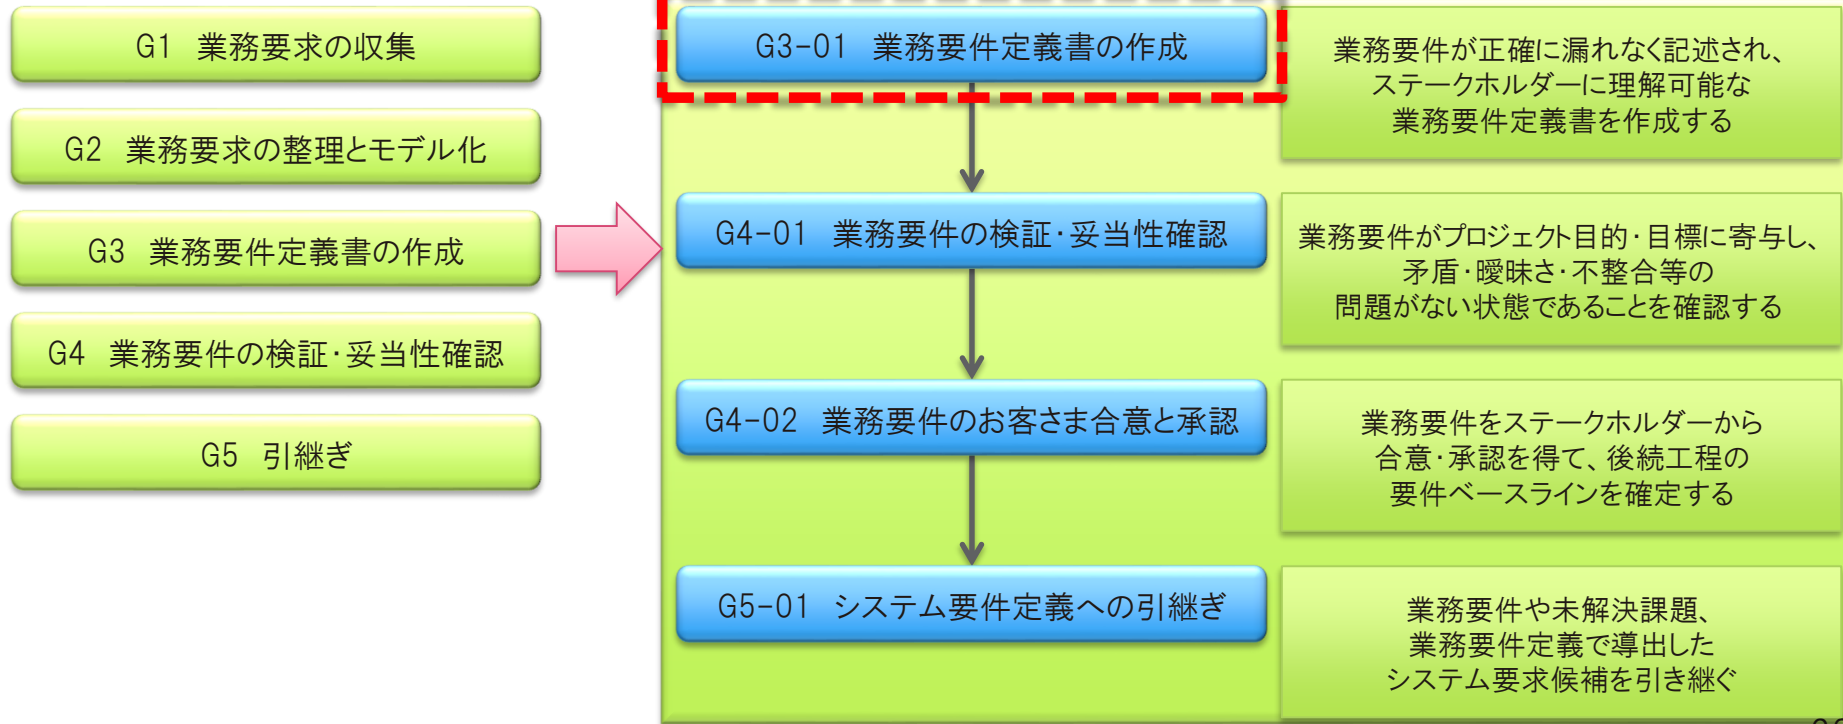 G1 業務要求の収集
G2 業務要求の整理とモデル化
G3 業務要件定義書の作成
G4 業務要件の検証・妥当性確認
G5 引継ぎ
G3-01 業務要件定義書の作成
業務要件が正確に漏れなく記述され、
ステークホルダーに理解可能な
業務要件定義書を作成する
G4-01 業務要件の検証・妥当性確認
業務要件がプロジェクト目的・目標に寄与し、
矛盾・曖昧さ・不整合等の
問題がない状態であることを確認する
G4-02 業務要件のお客さま合意と承認
業務要件をステークホルダーから
合意・承認を得て、後続工程の
要件ベースラインを確定する
G5-01 システム要件定義への引継ぎ
業務要件や未解決課題、
業務要件定義で導出した
システム要求候補を引き継ぐ